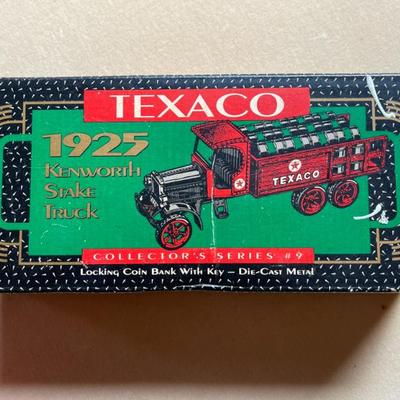 TEXACO
1925
KENWORTH
STAKE
TRUCK
TEXACO
COLLECTOR'S SERIES #9
LOCKING COIN BANK WITH KEY – DIE-CAST METAL